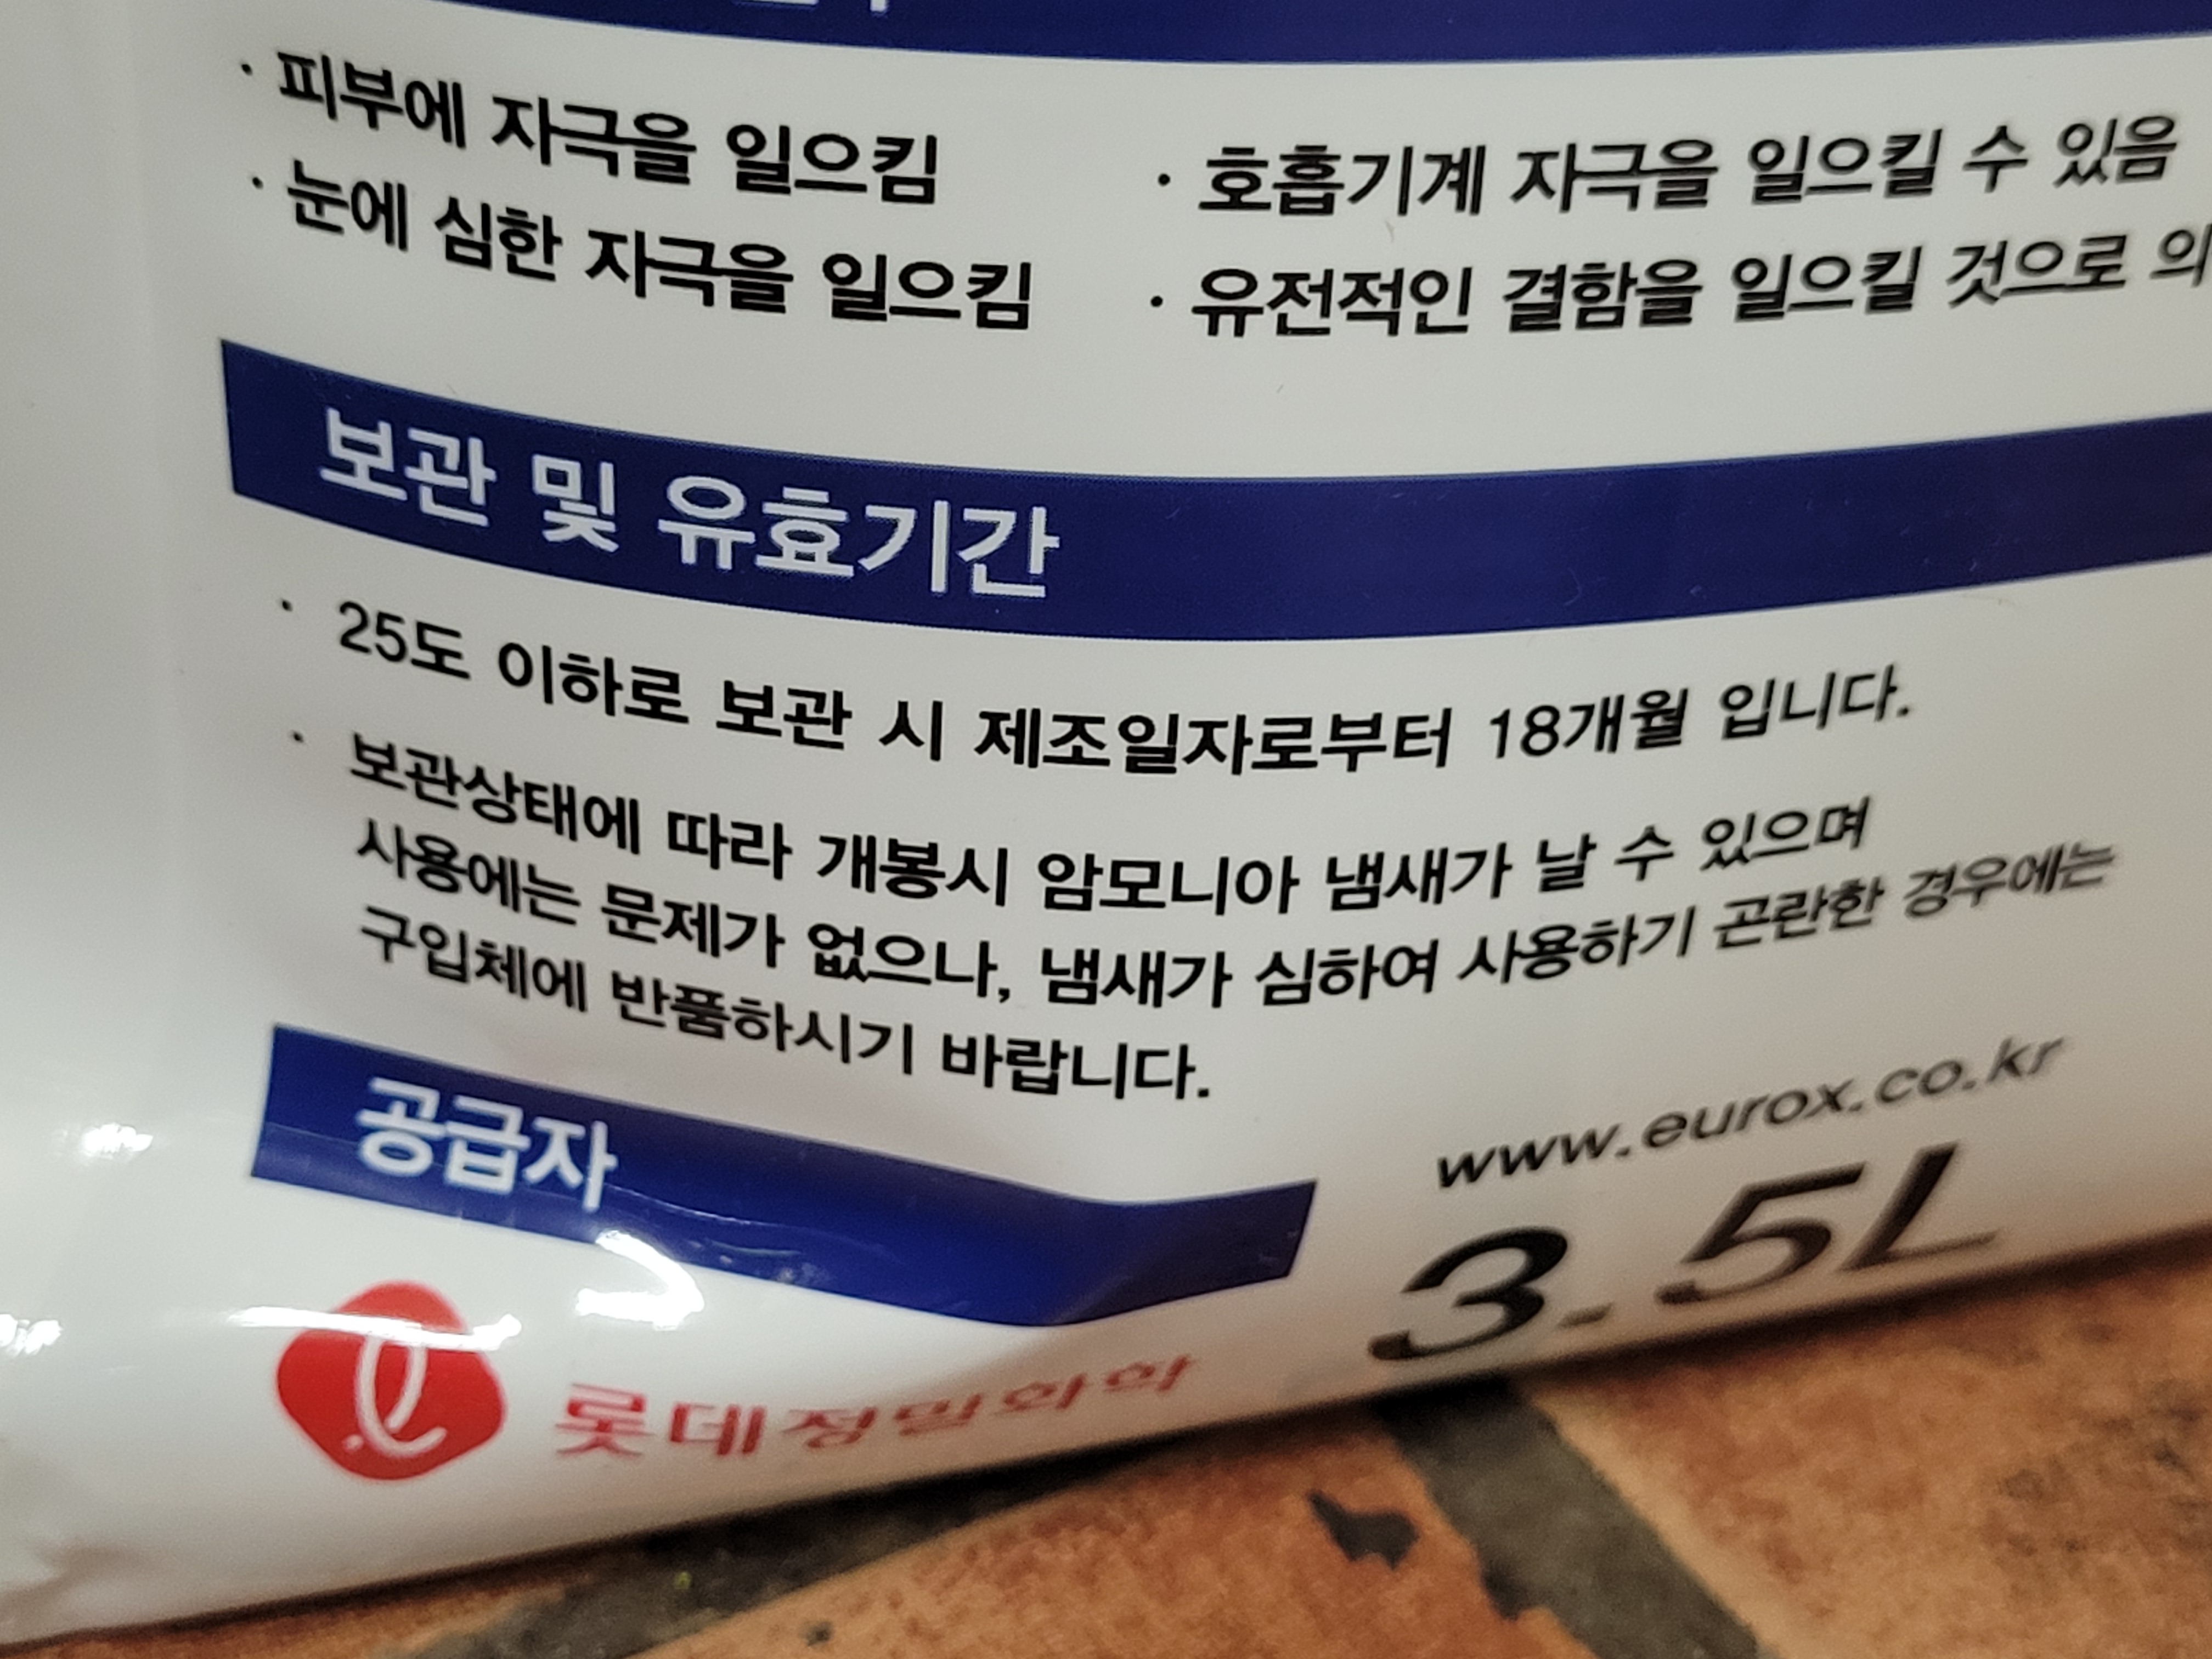 · 피부에 자극을 일으킴
· 눈에 심한 자극을 일으킴
· 호흡기계 자극을 일으킬 수 있음
· 유전적인 결함을 일으킬 것으로 의
보관 및 유효기간
· 25도 이하로 보관 시 제조일자로부터 18개월 입니다.
· 보관상태에 따라 개봉시 암모니아 냄새가 날 수 있으며
사용에는 문제가 없으나, 냄새가 심하여 사용하기 곤란한 경우에는
구입체에 반품하시기 바랍니다.
공급자
www.eurox.co.kr
3.5L
롯데정밀화학